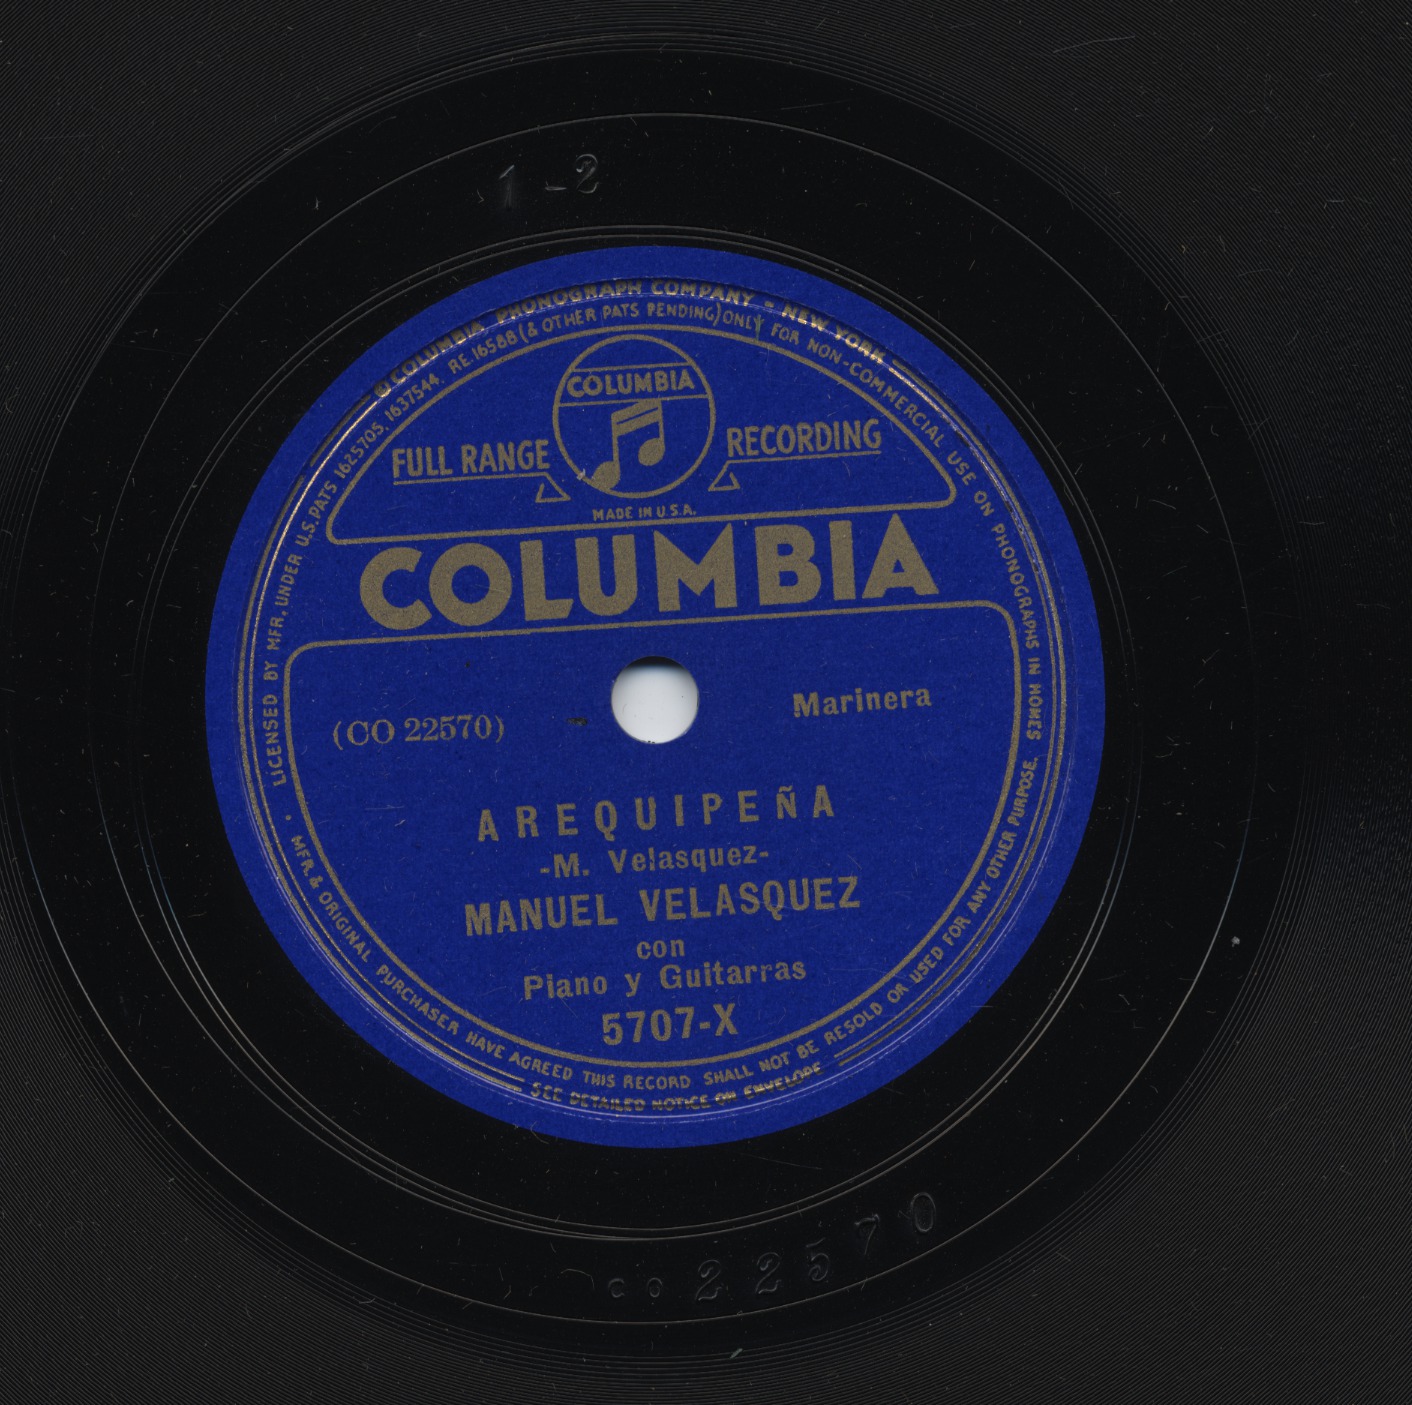 1-2
©COLUMBIA PHONOGRAPH COMPANY - NEW YORK
LICENSED BY MFR. UNDER U.S. PATS 1625705, 1637544, RE.16588 (& OTHER PATS PENDING) ONLY FOR NON-COMMERCIAL USE ON PHONOGRAPHS IN HOMES.
COLUMBIA
FULL RANGE RECORDING
MADE IN U.S.A.
COLUMBIA
(CO 22570)
Marinera
AREQUIPEÑA
-M. Velasquez-
MANUEL VELASQUEZ
con
Piano y Guitarras
5707-X
• MFR. & ORIGINAL PURCHASER HAVE AGREED THIS RECORD SHALL NOT BE RESOLD OR USED FOR ANY OTHER PURPOSE.
SEE DETAILED NOTICE ON ENVELOPE
CO 22570